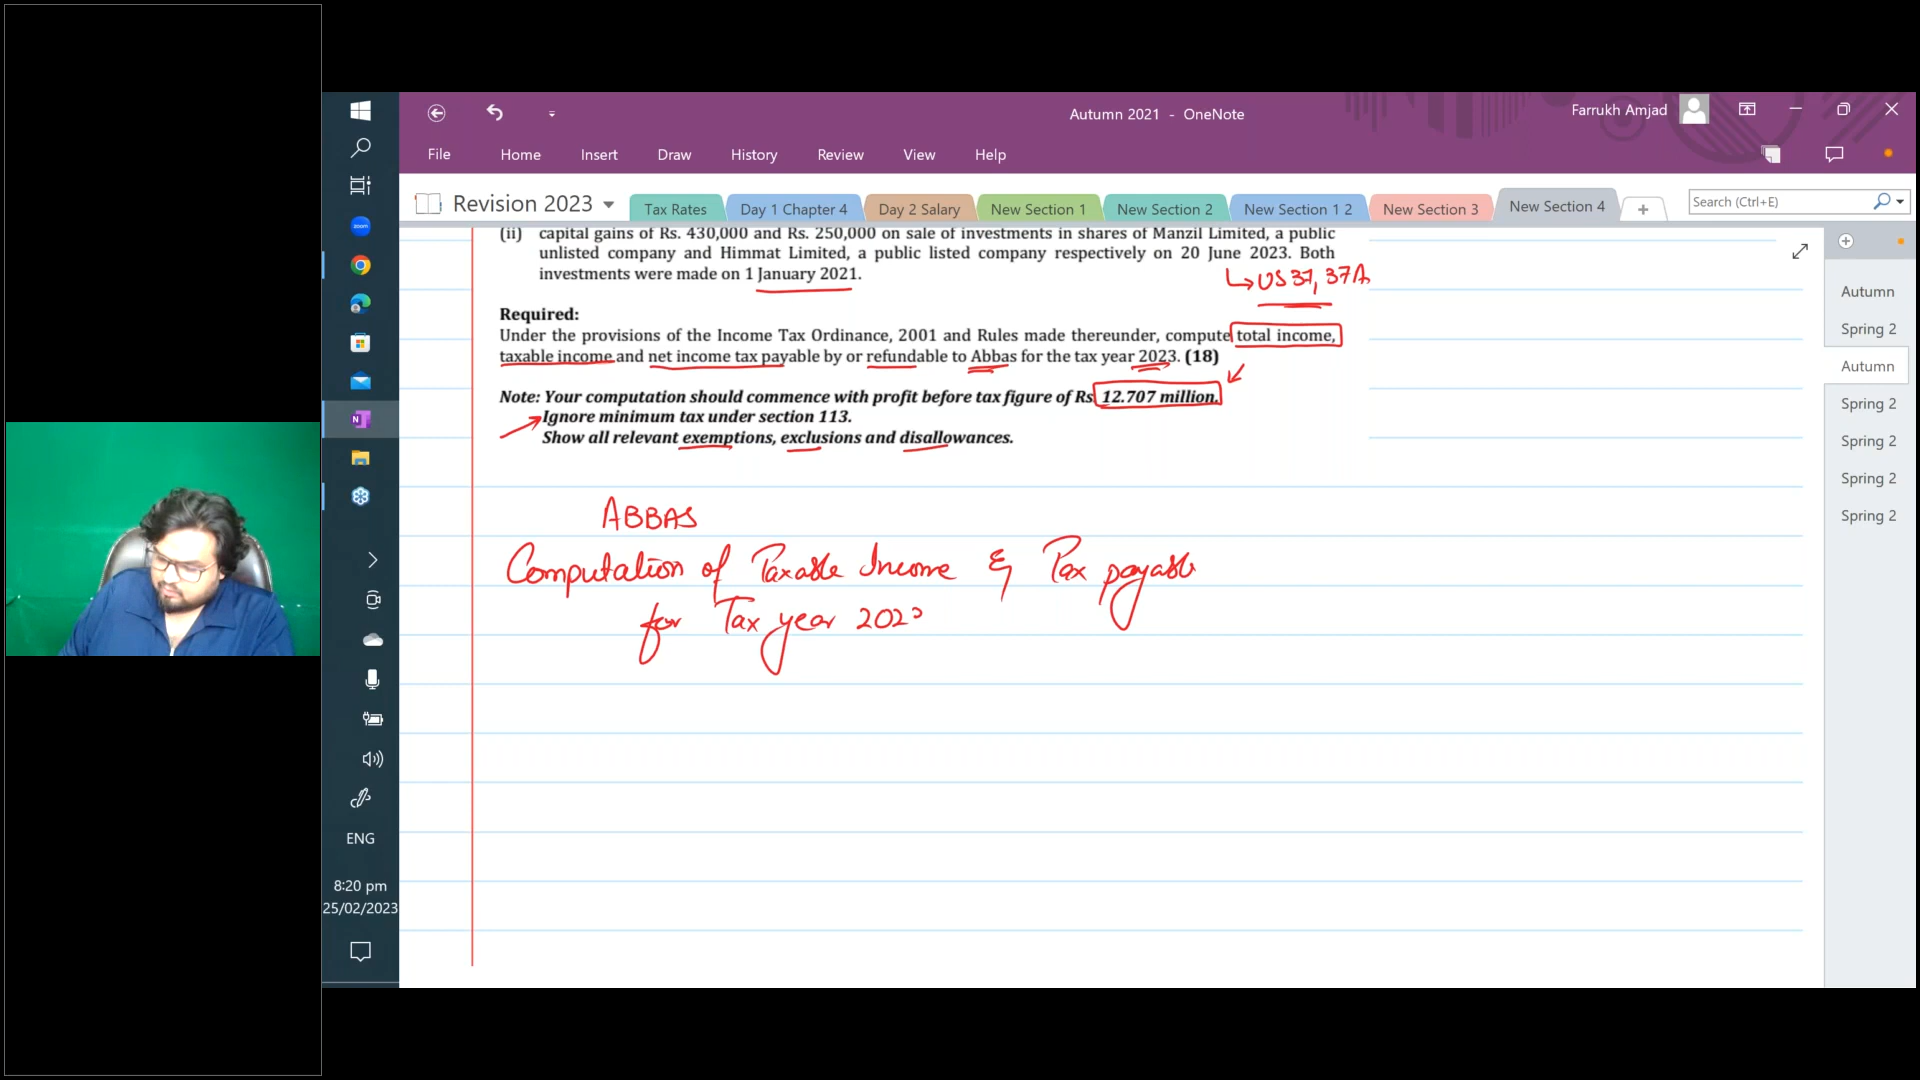 Autumn 2021 - OneNote
Farrukh Amjad
File Home Insert Draw History Review View Help
Revision 2023
Tax Rates
Day 1 Chapter 4
Day 2 Salary
New Section 1
New Section 2
New Section 1 2
New Section 3
New Section 4
Search (Ctrl+E)
(ii) capital gains of Rs. 430,000 and Rs. 250,000 on sale of investments in shares of Manzil Limited, a public
unlisted company and Himmat Limited, a public listed company respectively on 20 June 2023. Both
investments were made on 1 January 2021.
US 37, 37A
Required:
Under the provisions of the Income Tax Ordinance, 2001 and Rules made thereunder, compute total income,
taxable income and net income tax payable by or refundable to Abbas for the tax year 2023. (18)
Note: Your computation should commence with profit before tax figure of Rs. 12.707 million.
Ignore minimum tax under section 113.
Show all relevant exemptions, exclusions and disallowances.
ABBAS
Computation of Taxable Income & Tax payable
for Tax year 2023
Autumn
Spring 2
Autumn
Spring 2
Spring 2
Spring 2
Spring 2
zoom
N
ENG
8:20 pm
25/02/2023